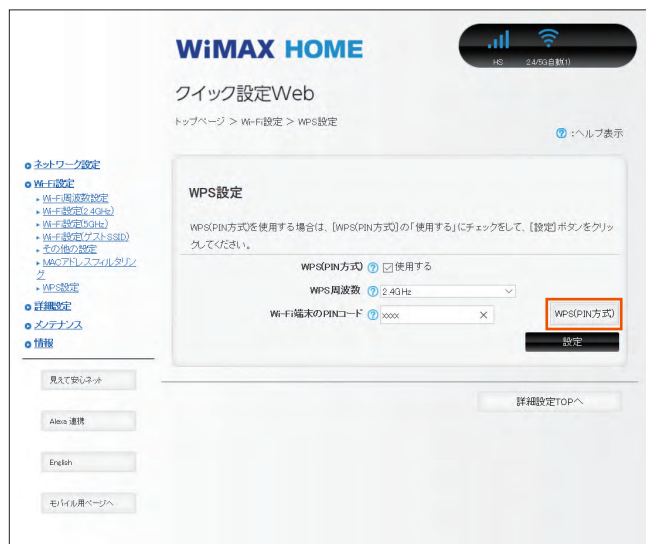 WiMAX HOME
HS 2.4/5G自動(1)
クイック設定Web
トップページ > Wi-Fi設定 > WPS設定
:ヘルプ表示
ネットワーク設定
Wi-Fi設定
Wi-Fi周波数設定
Wi-Fi設定(2.4GHz)
Wi-Fi設定(5GHz)
Wi-Fi設定(ゲストSSID)
その他の設定
MACアドレスフィルタリン
グ
WPS設定
詳細設定
メンテナンス
情報
見えて安心ネット
Alexa 連携
English
モバイル用ページへ
WPS設定
WPS(PIN方式)を使用する場合は、[WPS(PIN方式)]の「使用する」にチェックをして、[設定]ボタンをクリッ
クしてください。
WPS(PIN方式) ? 使用する
WPS周波数 ? 2.4GHz
Wi-Fi端末のPINコード ? xxxx × WPS(PIN方式)
設定
詳細設定TOPへ